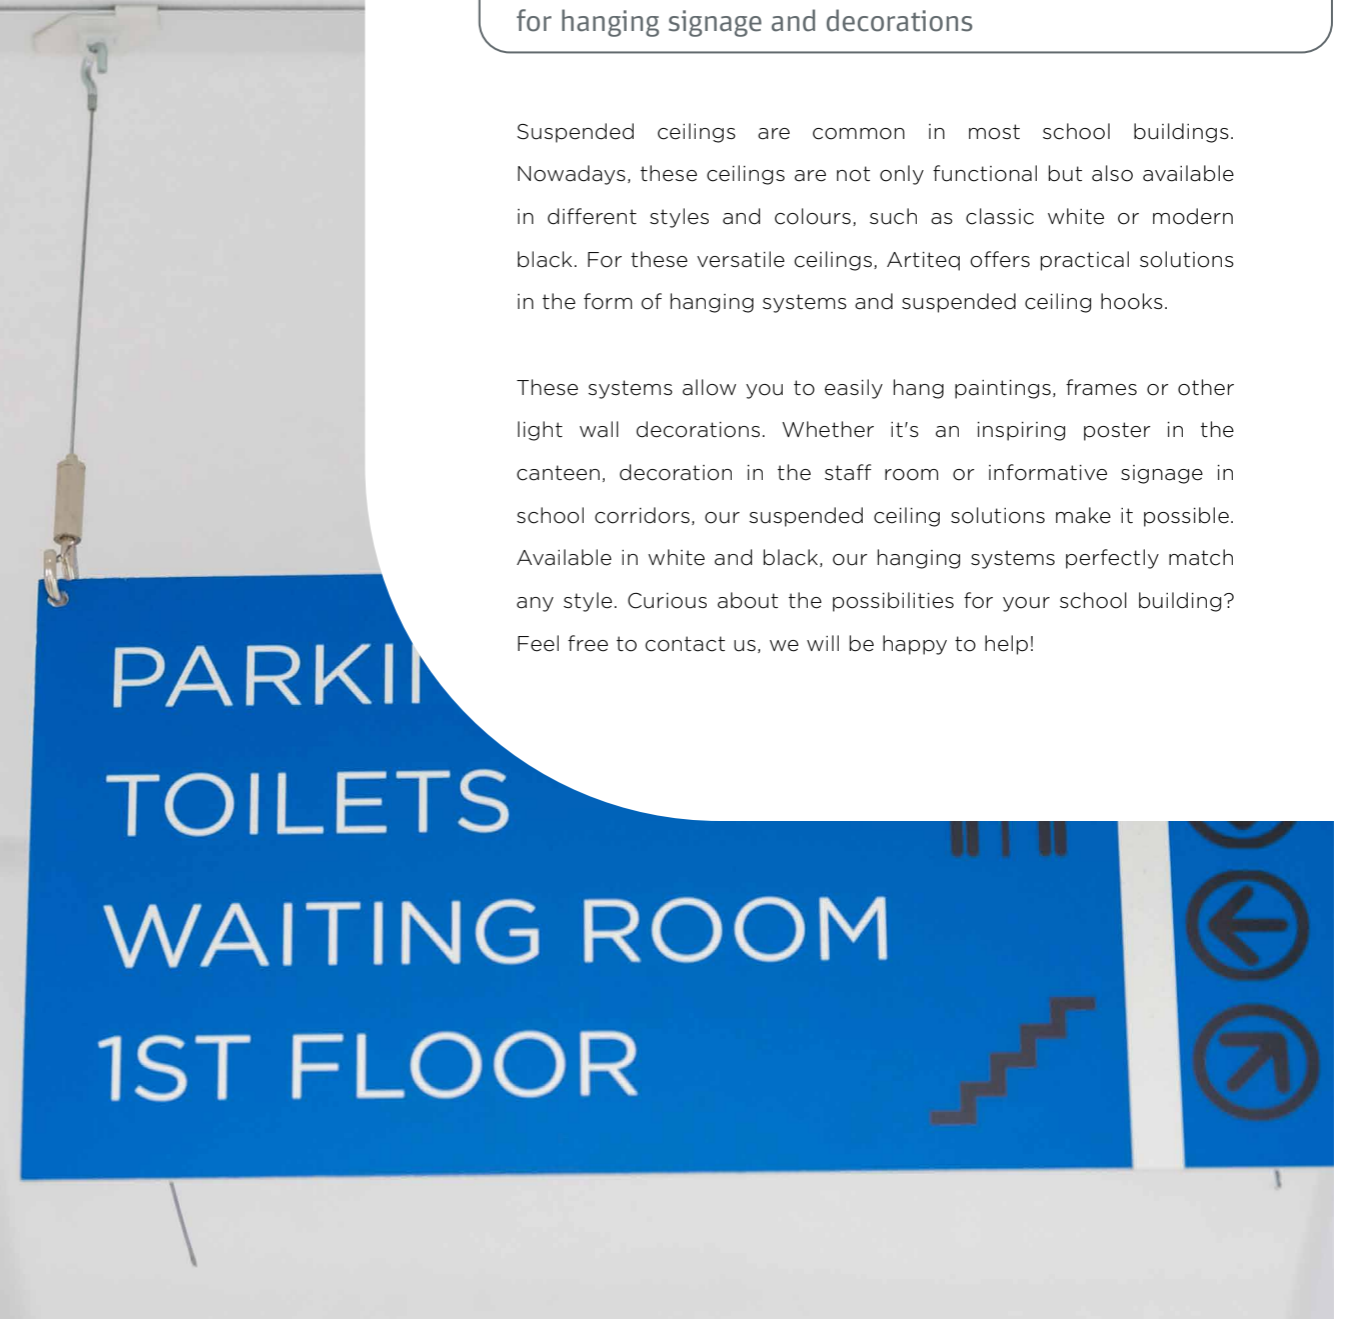 for hanging signage and decorations
Suspended ceilings are common in most school buildings.
Nowadays, these ceilings are not only functional but also available
in different styles and colours, such as classic white or modern
black. For these versatile ceilings, Artiteq offers practical solutions
in the form of hanging systems and suspended ceiling hooks.
These systems allow you to easily hang paintings, frames or other
light wall decorations. Whether it's an inspiring poster in the
canteen, decoration in the staff room or informative signage in
school corridors, our suspended ceiling solutions make it possible.
Available in white and black, our hanging systems perfectly match
any style. Curious about the possibilities for your school building?
Feel free to contact us, we will be happy to help!
TOILETS
WAITING ROOM
1ST FLOOR